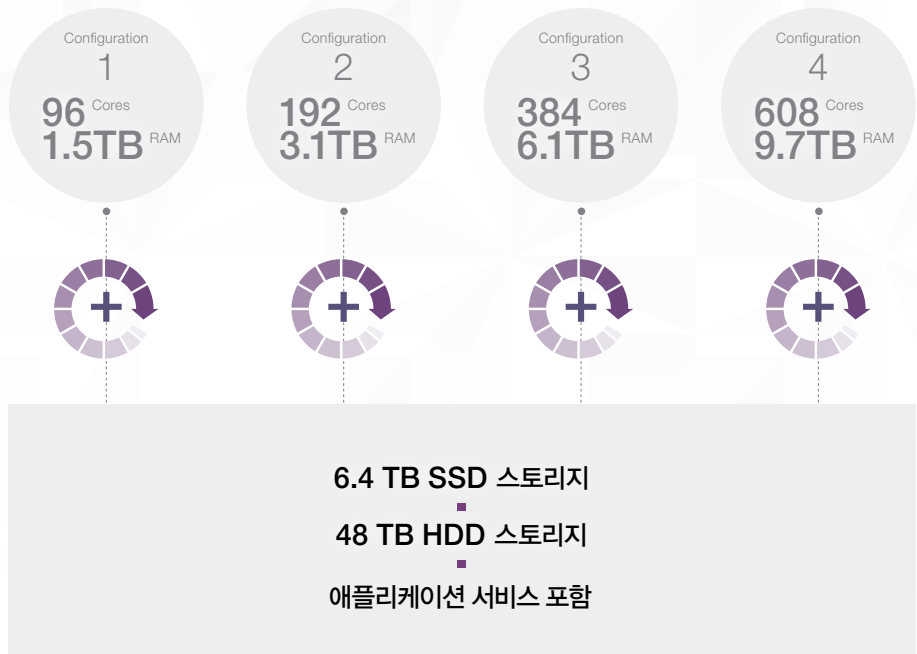 Configuration
1
96 Cores
1.5TB RAM
Configuration
2
192 Cores
3.1TB RAM
Configuration
3
384 Cores
6.1TB RAM
Configuration
4
608 Cores
9.7TB RAM
6.4 TB SSD 스토리지
48 TB HDD 스토리지
애플리케이션 서비스 포함